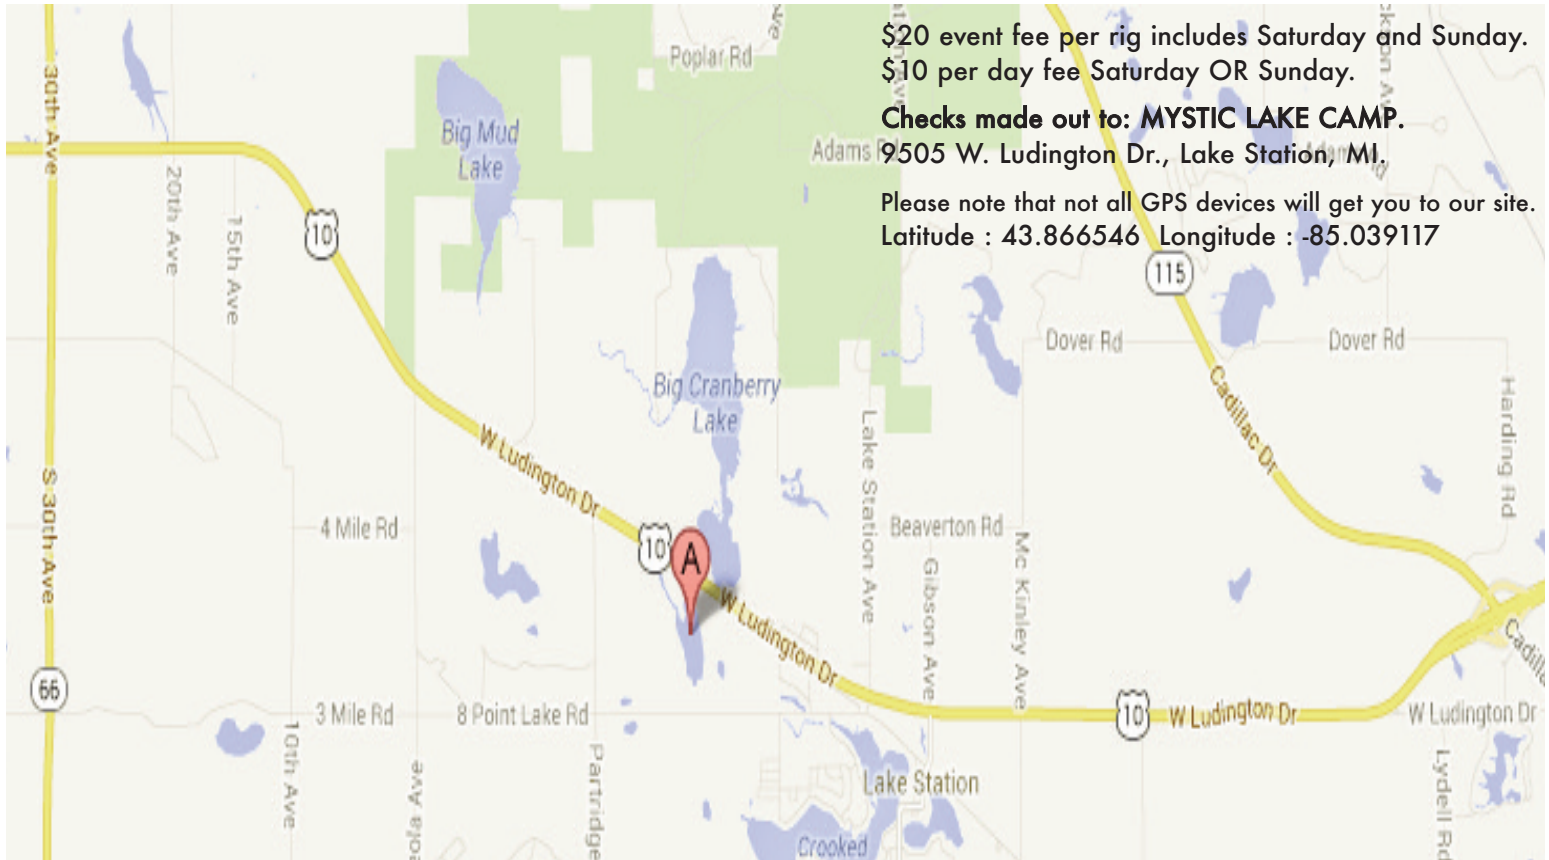 $20 event fee per rig includes Saturday and Sunday.
$10 per day fee Saturday OR Sunday.
Checks made out to: MYSTIC LAKE CAMP.
9505 W. Ludington Dr., Lake Station, MI.
Please note that not all GPS devices will get you to our site.
Latitude : 43.866546 Longitude : -85.039117
Poplar Rd
30th Ave
Big Mud
Lake
Adams Rd
20th Ave
15th Ave
10
115
Dover Rd
Dover Rd
Big Cranberry
Lake
Cadillac Dr
Harding Rd
W Ludington Dr
Lake Station Ave
S 30th Ave
4 Mile Rd
10
A
Beaverton Rd
Mc Kinley Ave
Gibson Ave
W Ludington Dr
66
3 Mile Rd
8 Point Lake Rd
10
W Ludington Dr
W Ludington Dr
10th Ave
Partridge
Lake Station
Lydell Rd
Crooked